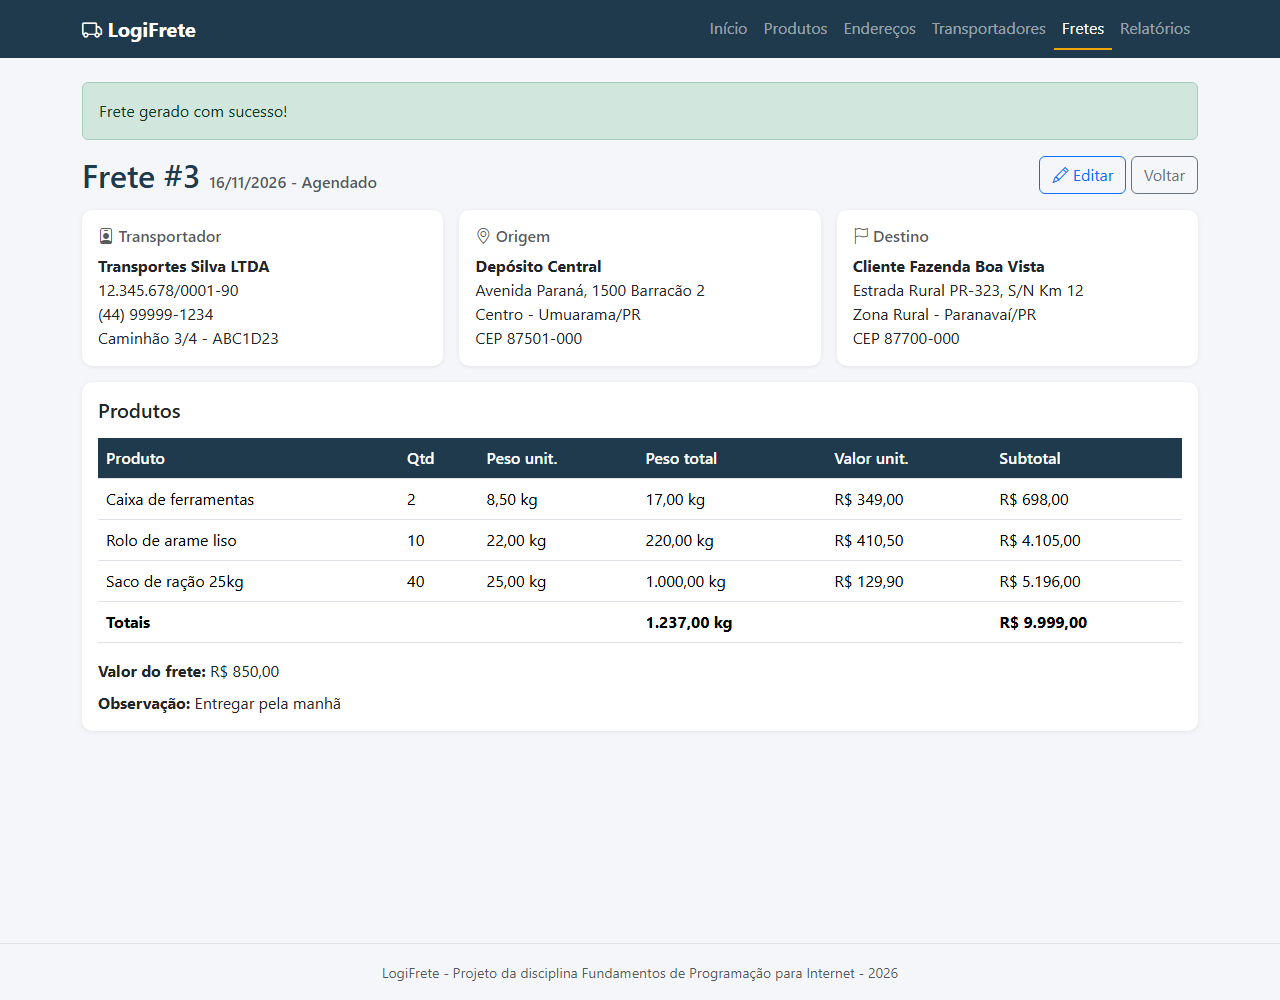 LogiFrete
Início Produtos Endereços Transportadores Fretes Relatórios
Frete gerado com sucesso!
Frete #3 16/11/2026 - Agendado
Editar Voltar
Transportador
Transportes Silva LTDA
12.345.678/0001-90
(44) 99999-1234
Caminhão 3/4 - ABC1D23
Origem
Depósito Central
Avenida Paraná, 1500 Barracão 2
Centro - Umuarama/PR
CEP 87501-000
Destino
Cliente Fazenda Boa Vista
Estrada Rural PR-323, S/N Km 12
Zona Rural - Paranavaí/PR
CEP 87700-000
Produtos
Produto Qtd Peso unit. Peso total Valor unit. Subtotal
Caixa de ferramentas 2 8,50 kg 17,00 kg R$ 349,00 R$ 698,00
Rolo de arame liso 10 22,00 kg 220,00 kg R$ 410,50 R$ 4.105,00
Saco de ração 25kg 40 25,00 kg 1.000,00 kg R$ 129,90 R$ 5.196,00
Totais 1.237,00 kg R$ 9.999,00
Valor do frete: R$ 850,00
Observação: Entregar pela manhã
LogiFrete - Projeto da disciplina Fundamentos de Programação para Internet - 2026